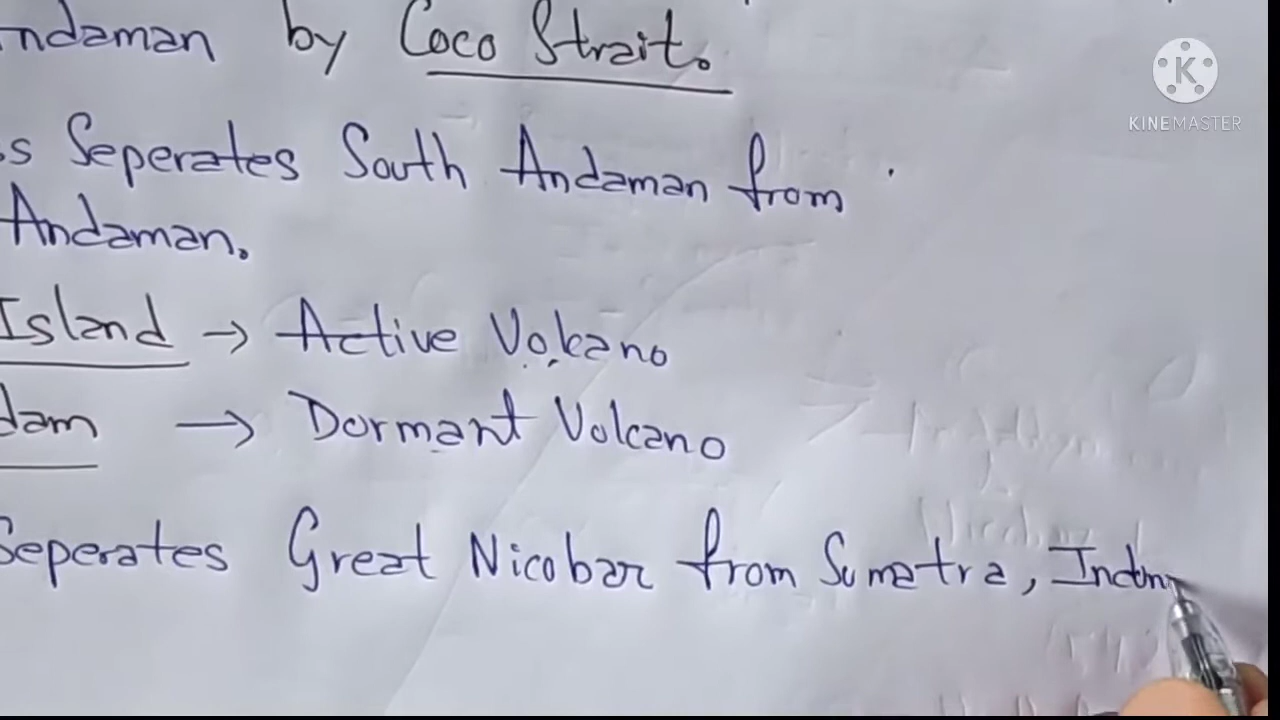 ndaman by Coco Strait.
s Seperates South Andaman from
Andaman.
Island → Active Volcano
dam → Dormant Volcano
Seperates Great Nicobar from Sumatra, Indon
K
KINEMASTER